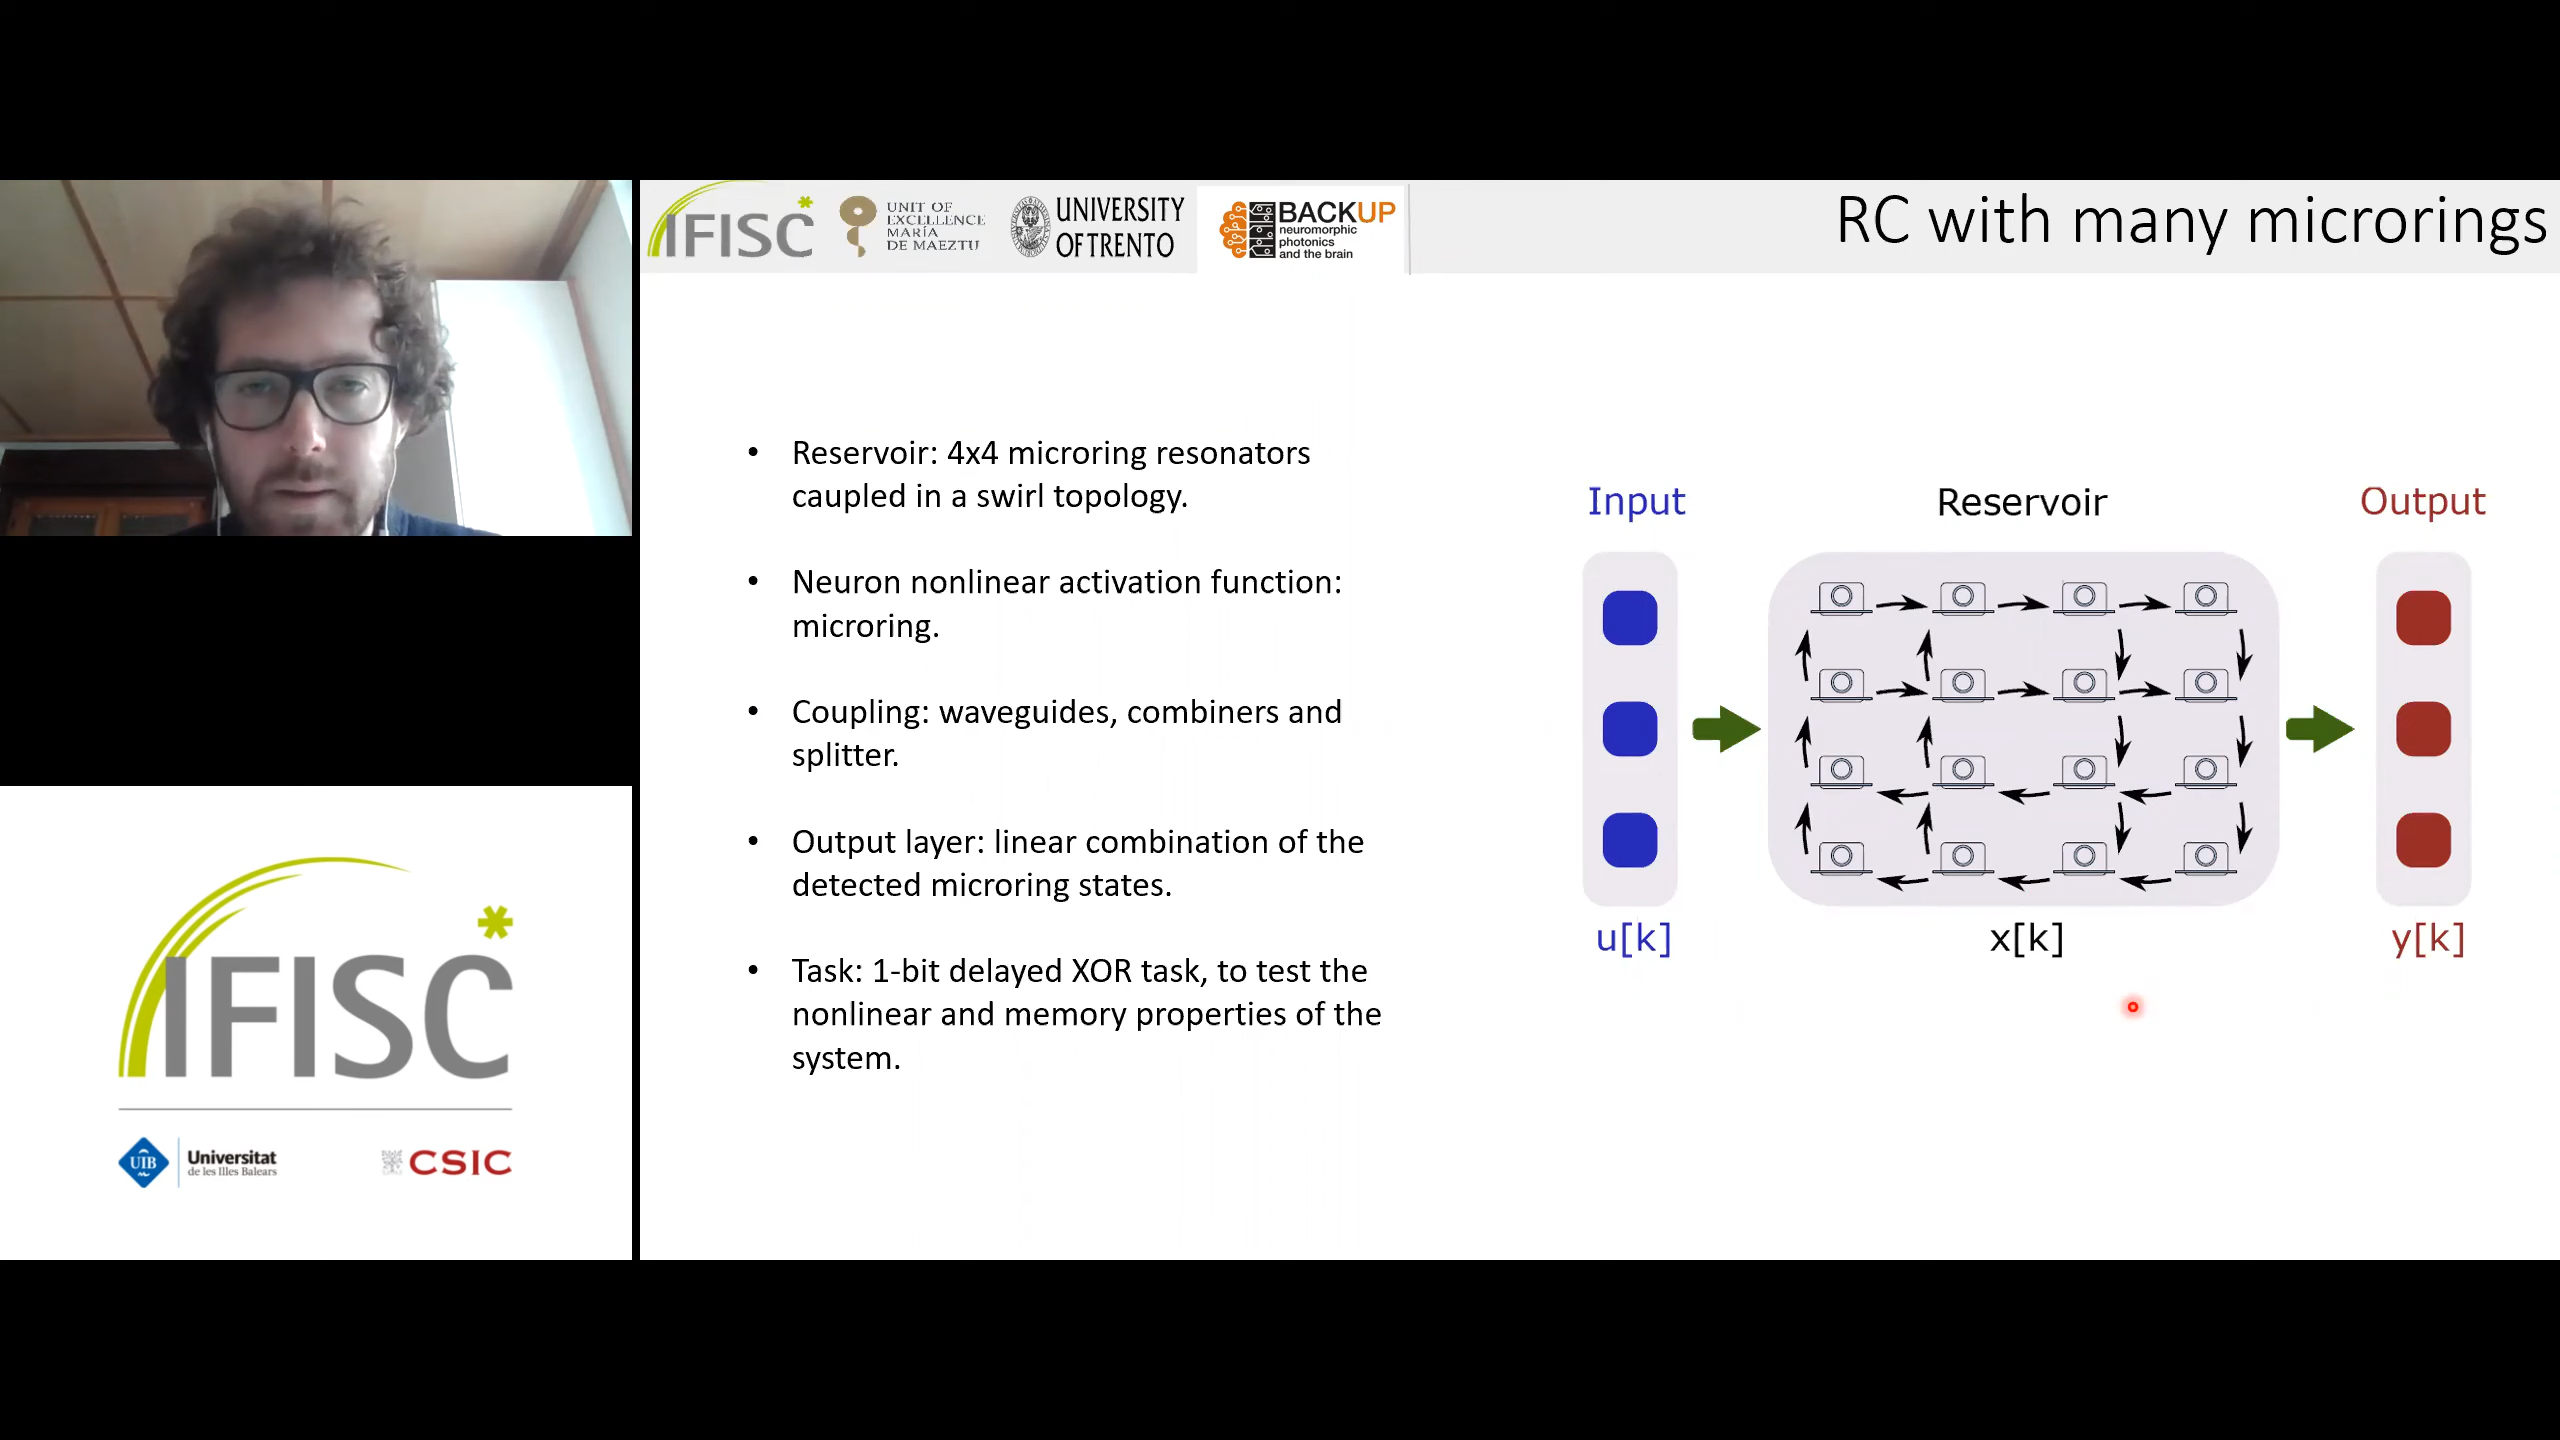 IFISC
UNIT OF
EXCELLENCE
MARÍA
DE MAEZTU
UNIVERSITY
OF TRENTO
BACKUP
neuromorphic
photonics
and the brain
RC with many microrings
• Reservoir: 4x4 microring resonators
caupled in a swirl topology.
• Neuron nonlinear activation function:
microring.
• Coupling: waveguides, combiners and
splitter.
• Output layer: linear combination of the
detected microring states.
• Task: 1-bit delayed XOR task, to test the
nonlinear and memory properties of the
system.
Input
Reservoir
Output
u[k]
x[k]
y[k]
IFISC
UIB
Universitat
de les Illes Balears
CSIC